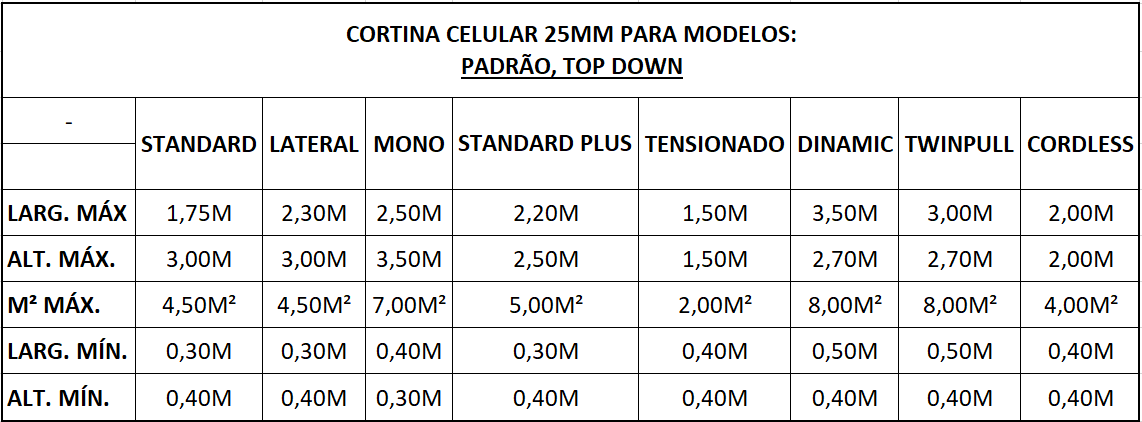 CORTINA CELULAR 25MM PARA MODELOS:
PADRÃO, TOP DOWN
-
STANDARD LATERAL MONO STANDARD PLUS TENSIONADO DINAMIC TWINPULL CORDLESS
LARG. MÁX 1,75M 2,30M 2,50M 2,20M 1,50M 3,50M 3,00M 2,00M
ALT. MÁX. 3,00M 3,00M 3,50M 2,50M 1,50M 2,70M 2,70M 2,00M
M² MÁX. 4,50M² 4,50M² 7,00M² 5,00M² 2,00M² 8,00M² 8,00M² 4,00M²
LARG. MÍN. 0,30M 0,30M 0,40M 0,30M 0,40M 0,50M 0,50M 0,40M
ALT. MÍN. 0,40M 0,40M 0,30M 0,40M 0,40M 0,40M 0,40M 0,40M